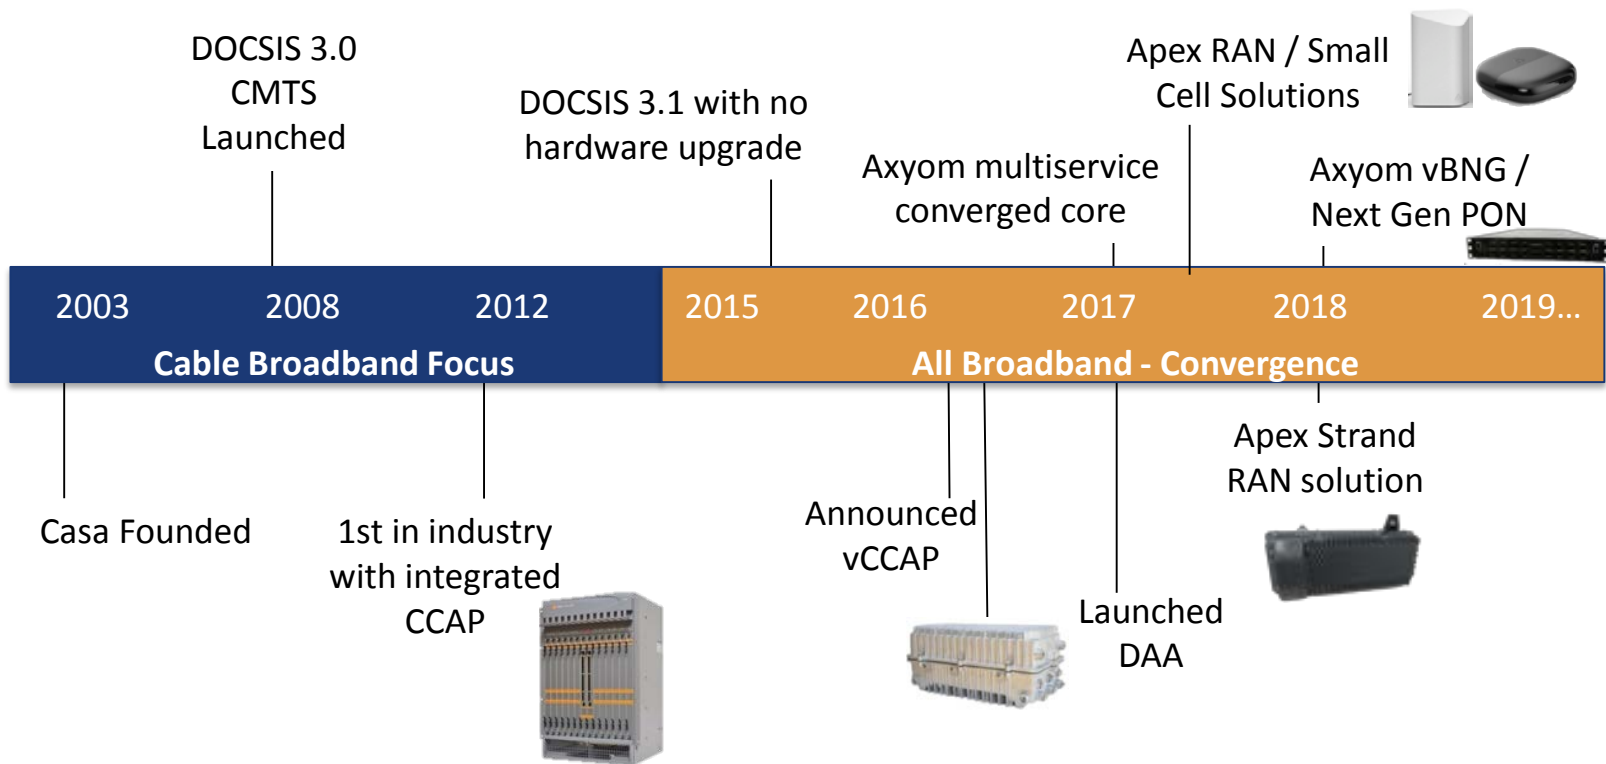 DOCSIS 3.0
CMTS
Launched
DOCSIS 3.1 with no
hardware upgrade
Axyom multiservice
converged core
Apex RAN / Small
Cell Solutions
Axyom vBNG /
Next Gen PON
2003
2008
2012
2015
2016
2017
2018
2019...
Cable Broadband Focus
All Broadband - Convergence
Casa Founded
1st in industry
with integrated
CCAP
Announced
vCCAP
Launched
DAA
Apex Strand
RAN solution